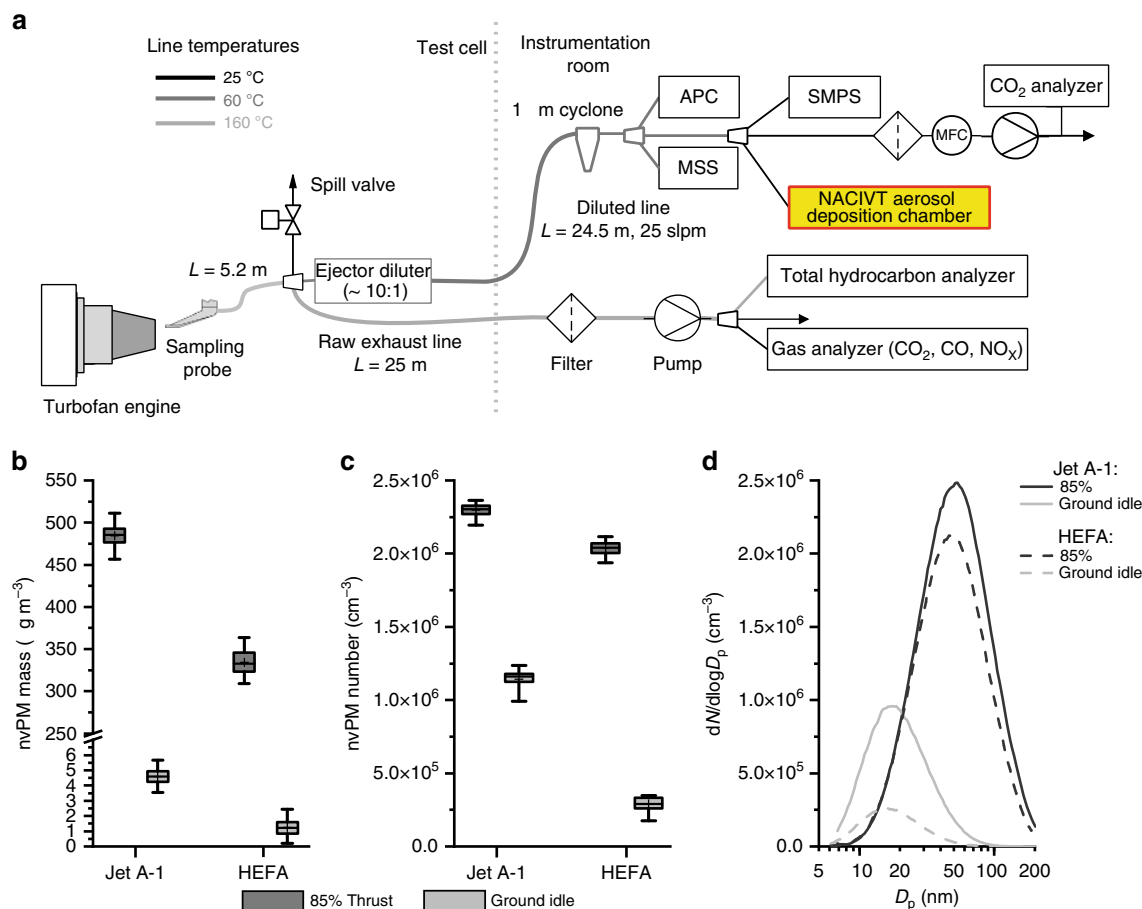 a
Line temperatures
25 °C
60 °C
160 °C
Test cell
Instrumentation
room
1 m cyclone
APC
MSS
SMPS
CO₂ analyzer
MFC
NACIVT aerosol
deposition chamber
Diluted line
L = 24.5 m, 25 slpm
Spill valve
L = 5.2 m
Ejector diluter
(~ 10:1)
Total hydrocarbon analyzer
Gas analyzer (CO₂, CO, NOₓ)
Raw exhaust line
L = 25 m
Filter
Pump
Sampling
probe
Turbofan engine
b
nvPM mass ( g m⁻³)
550
500
450
400
350
300
250
6
5
4
3
2
1
0
Jet A-1
HEFA
c
nvPM number (cm⁻³)
2.5×10⁶
2.0×10⁶
1.5×10⁶
1.0×10⁶
5.0×10⁵
0.0
Jet A-1
HEFA
85% Thrust
Ground idle
d
dN/dlogDₚ (cm⁻³)
2.5×10⁶
2.0×10⁶
1.5×10⁶
1.0×10⁶
5.0×10⁵
0.0
5
10
20
50
100
200
Dₚ (nm)
Jet A-1:
85%
Ground idle
HEFA:
85%
Ground idle